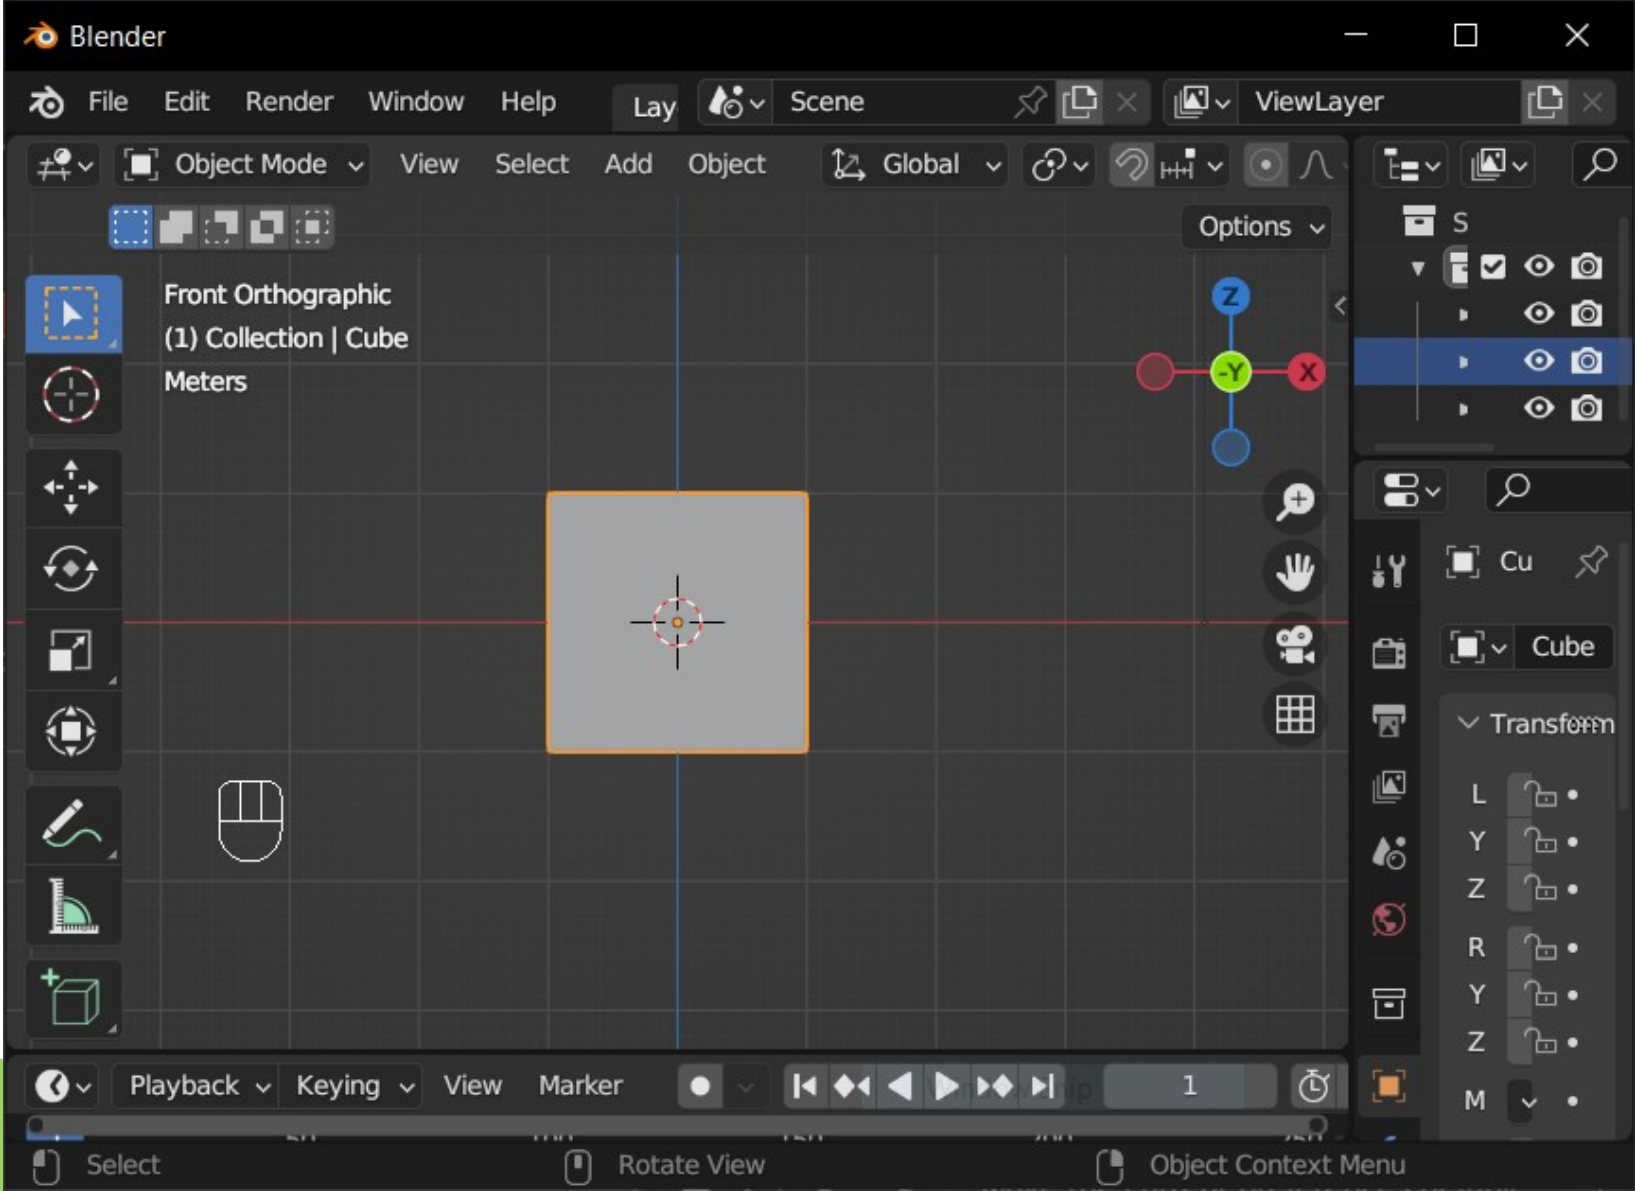 Blender
File Edit Render Window Help Lay Scene ViewLayer
Object Mode View Select Add Object Global
Options
S
Front Orthographic
(1) Collection | Cube
Meters
Z
-Y X
Cu
Cube
Transform
L
Y
Z
R
Y
Z
M
Playback Keying View Marker 1
Select Rotate View Object Context Menu